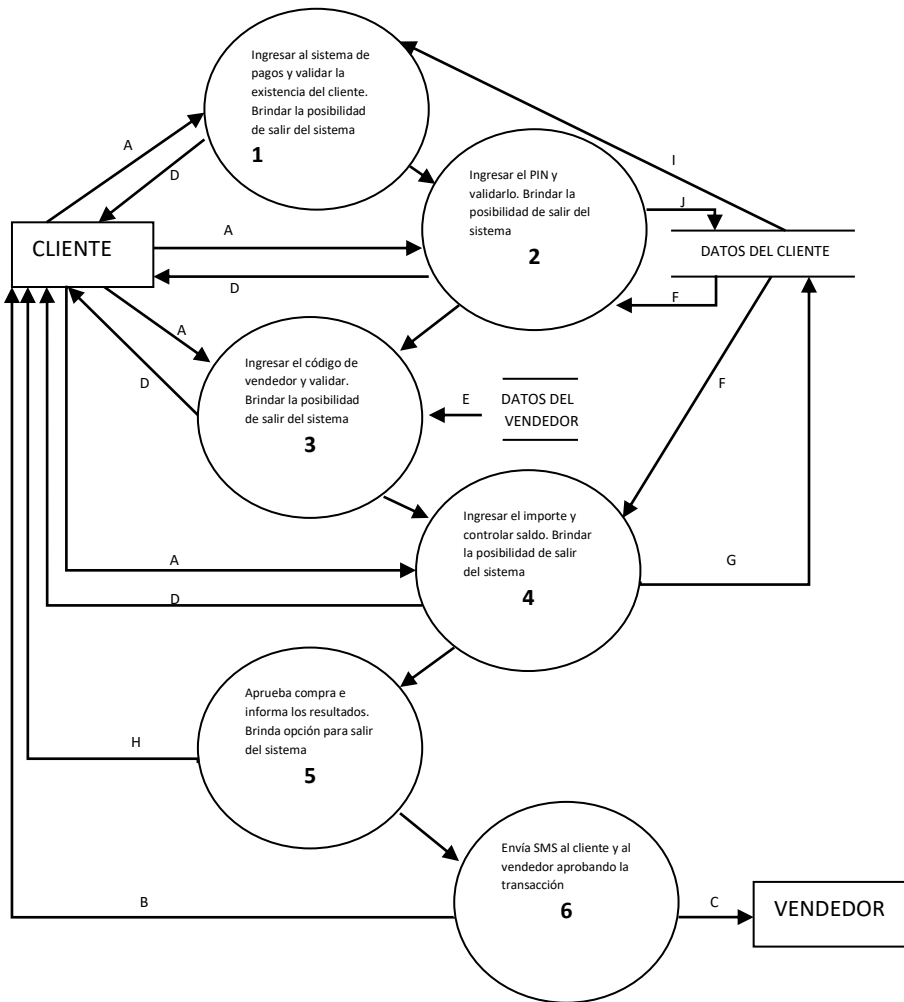 Ingresar al sistema de
pagos y validar la
existencia del cliente.
Brindar la posibilidad
de salir del sistema
1
A
D
I
Ingresar el PIN y
validarlo. Brindar la
posibilidad de salir del
sistema
2
J
CLIENTE
A
D
DATOS DEL CLIENTE
F
A
D
Ingresar el código de
vendedor y validar.
Brindar la posibilidad
de salir del sistema
3
E
DATOS DEL
VENDEDOR
F
Ingresar el importe y
controlar saldo. Brindar
la posibilidad de salir
del sistema
4
A
D
G
Aprueba compra e
informa los resultados.
Brinda opción para salir
del sistema
5
H
Envía SMS al cliente y al
vendedor aprobando la
transacción
6
B
C
VENDEDOR